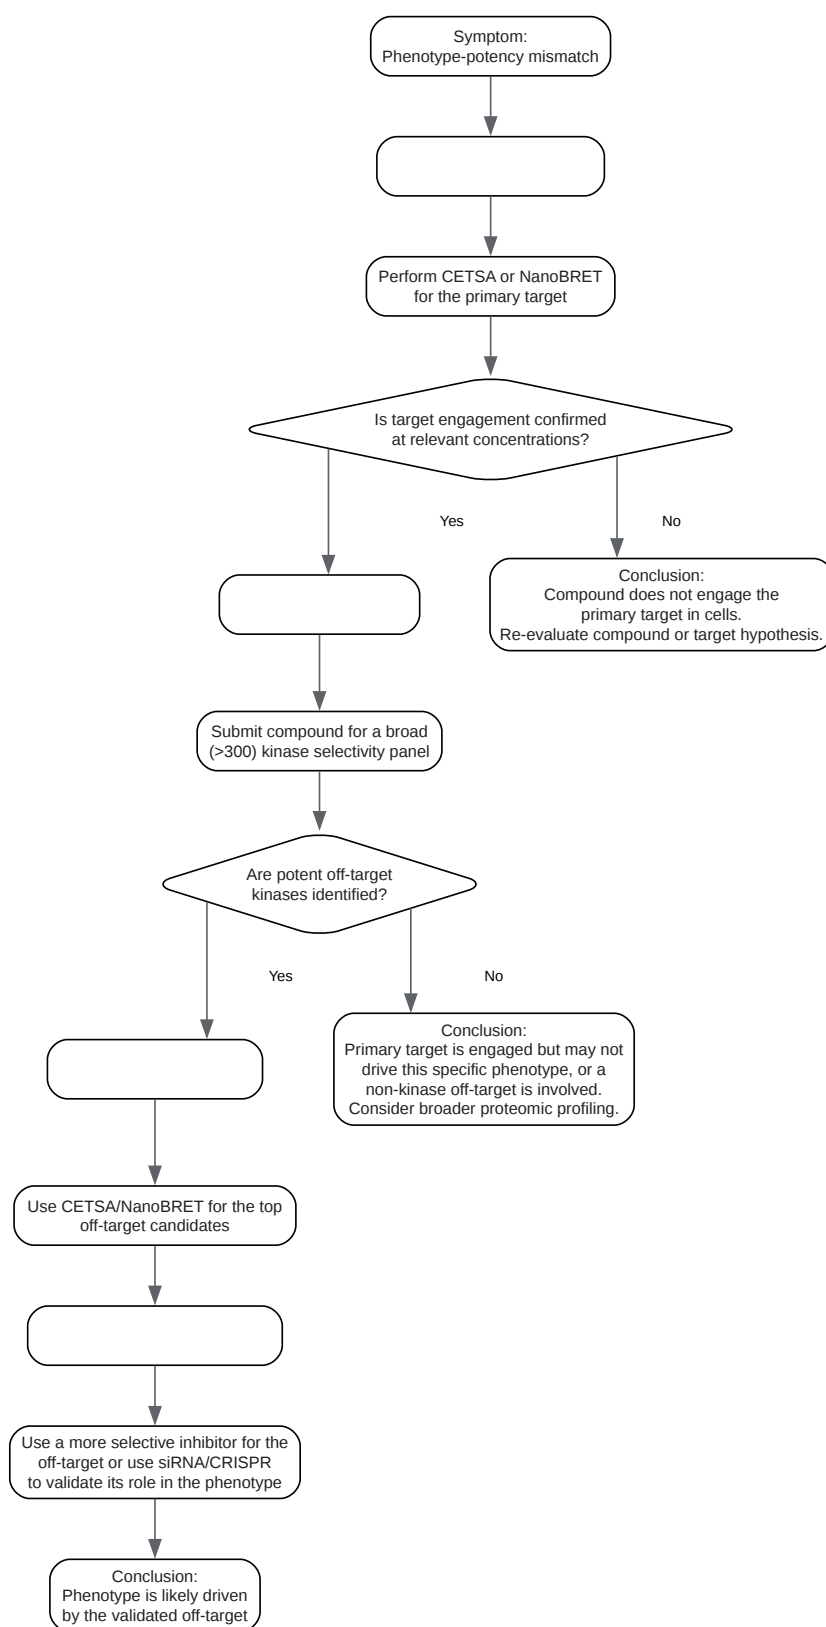 Symptom:
Phenotype-potency mismatch
Perform CETSA or NanoBRET
for the primary target
Is target engagement confirmed
at relevant concentrations?
Yes
No
Conclusion:
Compound does not engage the
primary target in cells.
Re-evaluate compound or target hypothesis.
Submit compound for a broad
(>300) kinase selectivity panel
Are potent off-target
kinases identified?
Yes
No
Conclusion:
Primary target is engaged but may not
drive this specific phenotype, or a
non-kinase off-target is involved.
Consider broader proteomic profiling.
Use CETSA/NanoBRET for the top
off-target candidates
Use a more selective inhibitor for the
off-target or use siRNA/CRISPR
to validate its role in the phenotype
Conclusion:
Phenotype is likely driven
by the validated off-target